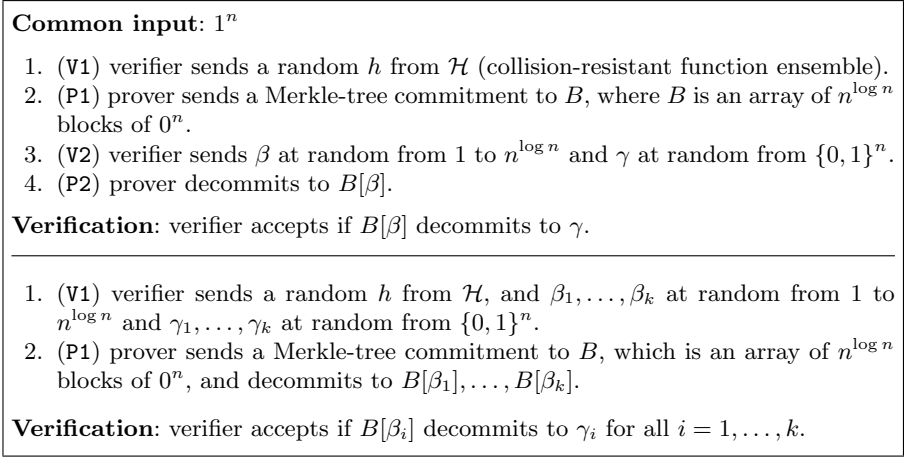 Common input: 1^n
1. (V1) verifier sends a random h from ℋ (collision-resistant function ensemble).
2. (P1) prover sends a Merkle-tree commitment to B, where B is an array of n^{log n}
blocks of 0^n.
3. (V2) verifier sends β at random from 1 to n^{log n} and γ at random from {0, 1}^n.
4. (P2) prover decommits to B[β].
Verification: verifier accepts if B[β] decommits to γ.
1. (V1) verifier sends a random h from ℋ, and β_1, . . . , β_k at random from 1 to
n^{log n} and γ_1, . . . , γ_k at random from {0, 1}^n.
2. (P1) prover sends a Merkle-tree commitment to B, which is an array of n^{log n}
blocks of 0^n, and decommits to B[β_1], . . . , B[β_k].
Verification: verifier accepts if B[β_i] decommits to γ_i for all i = 1, . . . , k.